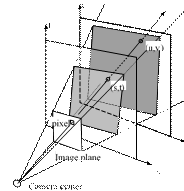 (u,v)
(s,t)
pixel
Image plane
Camera center